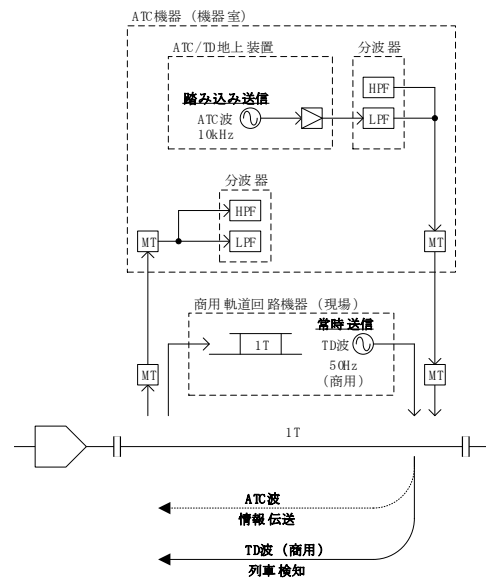 ATC機器（機器室）
ATC/TD地上装置
分波器
HPF
踏み込み送信
ATC波
10kHz
LPF
分波器
HPF
MT
LPF
MT
商用軌道回路機器（現場）
常時送信
1T
TD波
50Hz
(商用)
MT
MT
1T
ATC波
情報伝送
TD波（商用）
列車検知